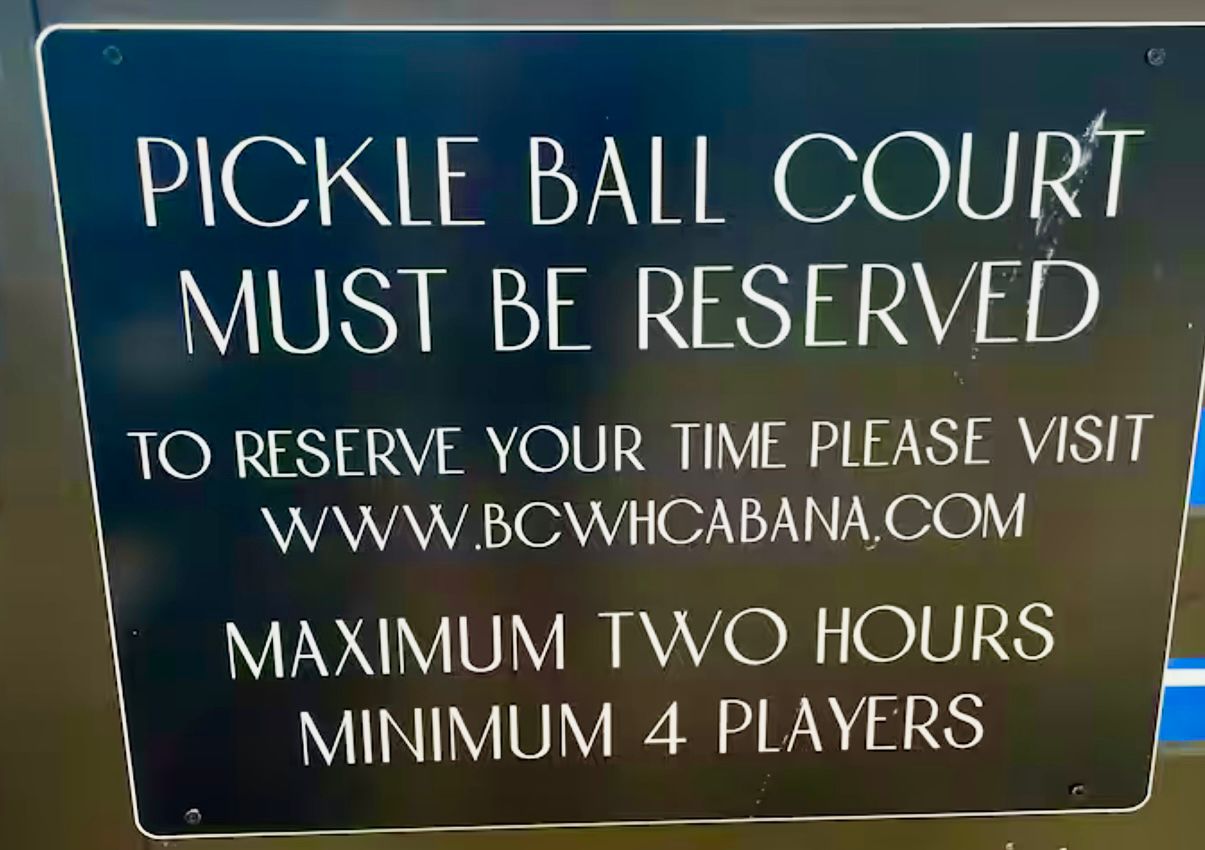 PICKLE BALL COURT
MUST BE RESERVED
TO RESERVE YOUR TIME PLEASE VISIT
WWW.BCWHCABANA.COM
MAXIMUM TWO HOURS
MINIMUM 4 PLAYERS